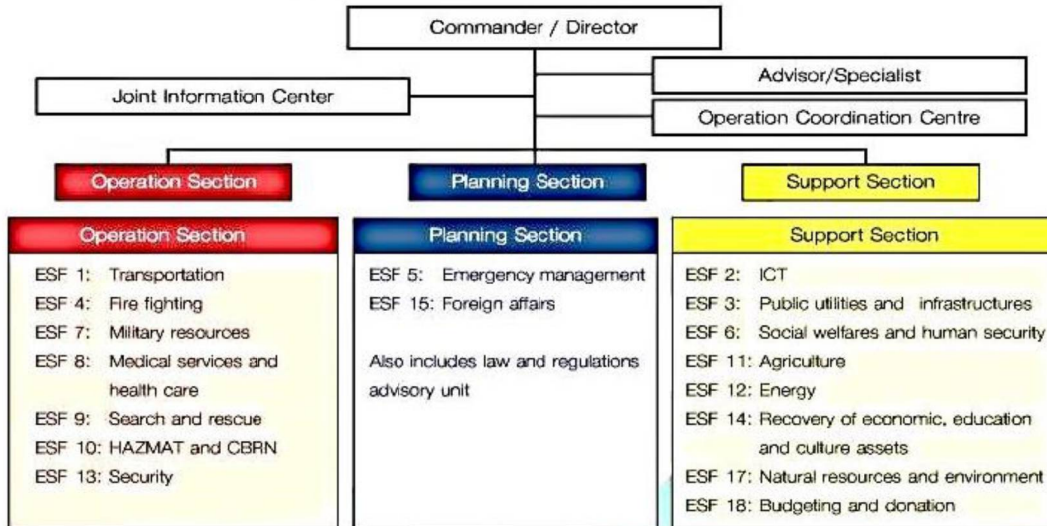 Commander / Director
Advisor/Specialist
Joint Information Center
Operation Coordination Centre
Operation Section
Planning Section
Support Section
Operation Section
ESF 1: Transportation
ESF 4: Fire fighting
ESF 7: Military resources
ESF 8: Medical services and
health care
ESF 9: Search and rescue
ESF 10: HAZMAT and CBRN
ESF 13: Security
Planning Section
ESF 5: Emergency management
ESF 15: Foreign affairs
Also includes law and regulations
advisory unit
Support Section
ESF 2: ICT
ESF 3: Public utilities and infrastructures
ESF 6: Social welfares and human security
ESF 11: Agriculture
ESF 12: Energy
ESF 14: Recovery of economic, education
and culture assets
ESF 17: Natural resources and environment
ESF 18: Budgeting and donation